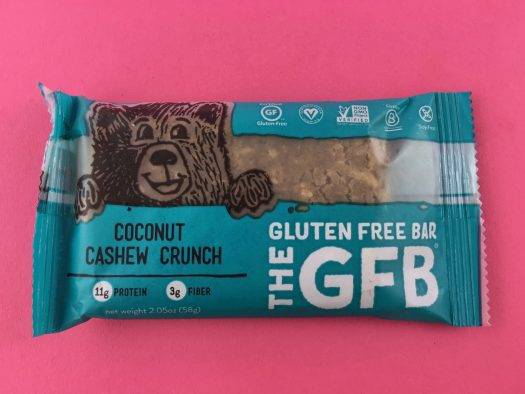 GF
Gluten-Free
NON
GMO
VERIFIED
Soy Free
COCONUT
CASHEW CRUNCH
11g PROTEIN 3g FIBER
net weight 2.05oz (58g)
GLUTEN FREE BAR
THE GFB